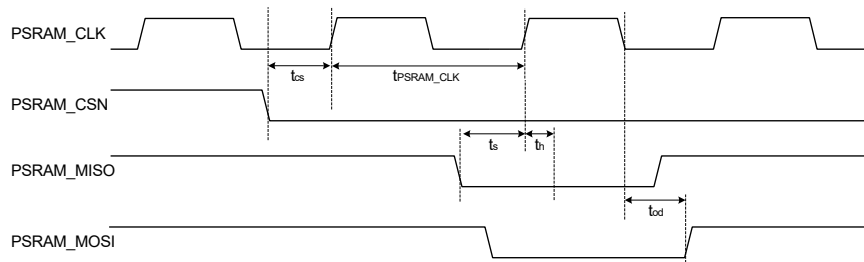 PSRAM_CLK
tcs
tPSRAM_CLK
PSRAM_CSN
ts
th
PSRAM_MISO
tod
PSRAM_MOSI